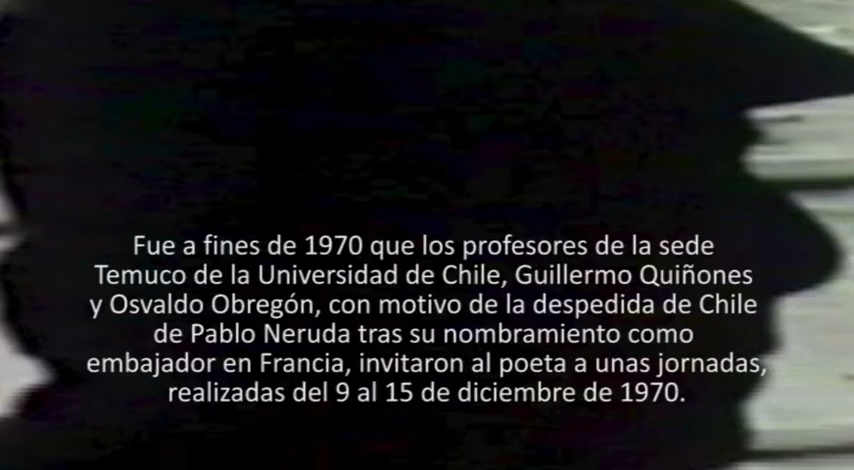 Fue a fines de 1970 que los profesores de la sede
Temuco de la Universidad de Chile, Guillermo Quiñones
y Osvaldo Obregón, con motivo de la despedida de Chile
de Pablo Neruda tras su nombramiento como
embajador en Francia, invitaron al poeta a unas jornadas,
realizadas del 9 al 15 de diciembre de 1970.